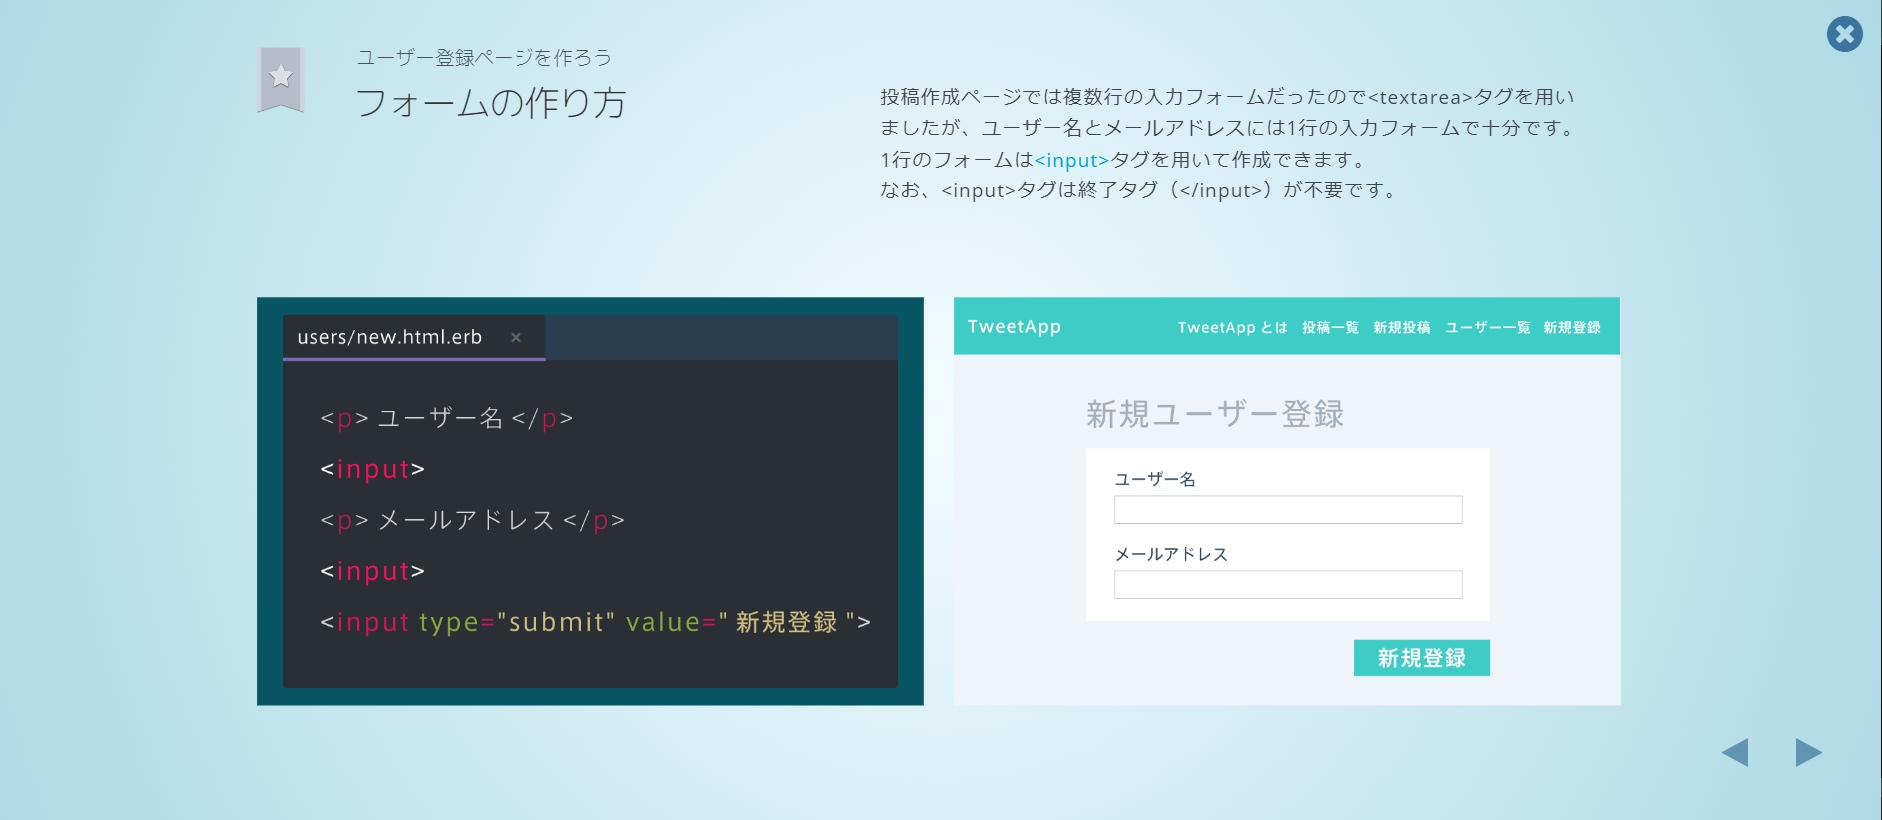 ユーザー登録ページを作ろう
フォームの作り方
投稿作成ページでは複数行の入力フォームだったので<textarea>タグを用い
ましたが、ユーザー名とメールアドレスには1行の入力フォームで十分です。
1行のフォームは<input>タグを用いて作成できます。
なお、<input>タグは終了タグ（</input>）が不要です。
users/new.html.erb ×
<p> ユーザー名 </p>
<input>
<p> メールアドレス </p>
<input>
<input type="submit" value=" 新規登録 ">
TweetApp TweetApp とは 投稿一覧 新規投稿 ユーザー一覧 新規登録
新規ユーザー登録
ユーザー名
メールアドレス
新規登録